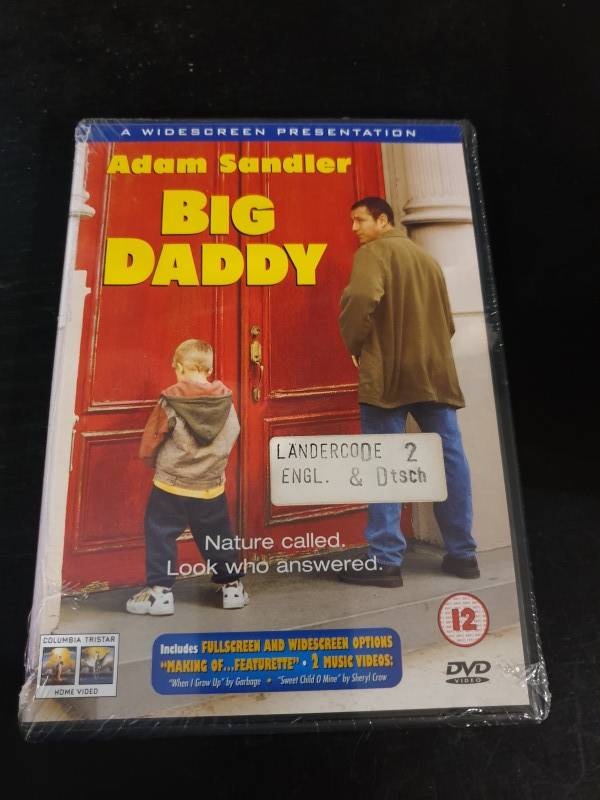 A WIDESCREEN PRESENTATION
Adam Sandler
BIG
DADDY
LÄNDERCODE 2
ENGL. & Dtsch
Nature called.
Look who answered.
12
COLUMBIA TRISTAR
HOME VIDEO
Includes FULLSCREEN AND WIDESCREEN OPTIONS
"MAKING OF...FEATURETTE" • 2 MUSIC VIDEOS:
"When I Grow Up" by Garbage • "Sweet Child O Mine" by Sheryl Crow
DVD
VIDEO